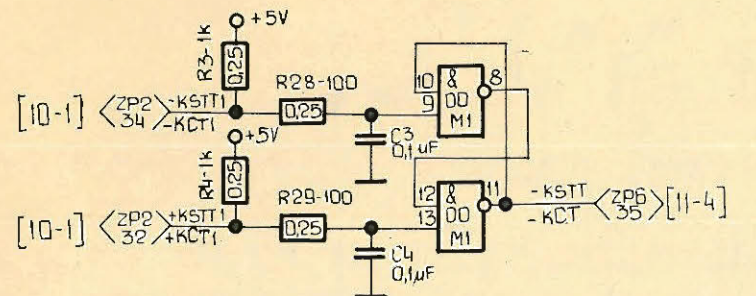 +5V
R3-1k
0,25
R28-100
[10-1] ZP2 34 -KSTT1 -KCT1
0,25
C3
0,1µF
10 & 8
9 00
M1
+5V
R4-1k
0,25
R29-100
[10-1] ZP2 32 +KSTT1 +KCT1
0,25
C4
0,1µF
12 & 11
13 00
M1
-KSTT
-KCT
ZP6
35
[11-4]